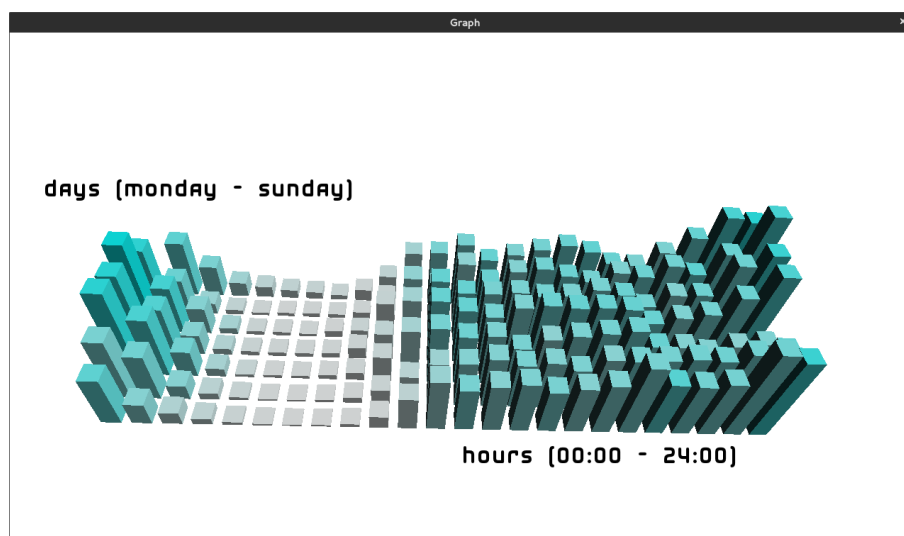 Graph
days (monday - sunday)
hours (00:00 - 24:00)